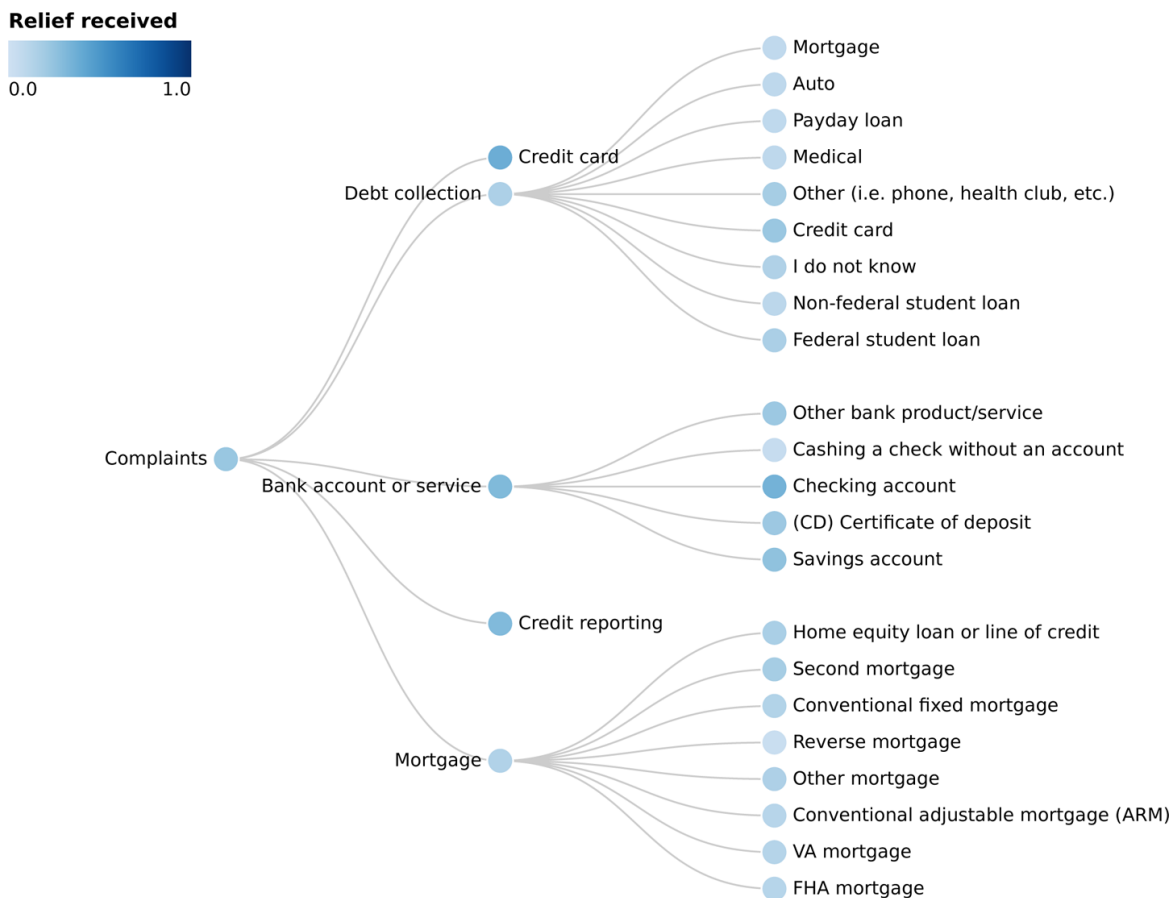 Relief received
0.0 1.0
Mortgage
Auto
Payday loan
Credit card
Medical
Debt collection
Other (i.e. phone, health club, etc.)
Credit card
I do not know
Non-federal student loan
Federal student loan
Other bank product/service
Cashing a check without an account
Complaints
Bank account or service
Checking account
(CD) Certificate of deposit
Savings account
Credit reporting
Home equity loan or line of credit
Second mortgage
Conventional fixed mortgage
Reverse mortgage
Mortgage
Other mortgage
Conventional adjustable mortgage (ARM)
VA mortgage
FHA mortgage